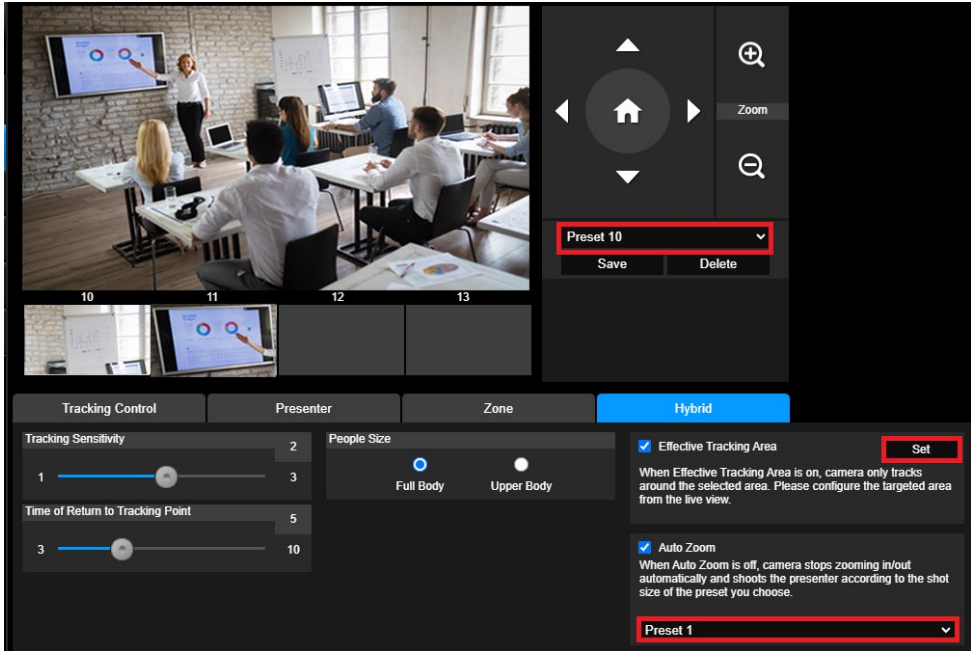 Zoom
Preset 10
Save Delete
10 11 12 13
Tracking Control Presenter Zone Hybrid
Tracking Sensitivity 2
1 3
Time of Return to Tracking Point 5
3 10
People Size
Full Body Upper Body
Effective Tracking Area Set
When Effective Tracking Area is on, camera only tracks
around the selected area. Please configure the targeted area
from the live view.
Auto Zoom
When Auto Zoom is off, camera stops zooming in/out
automatically and shoots the presenter according to the shot
size of the preset you choose.
Preset 1